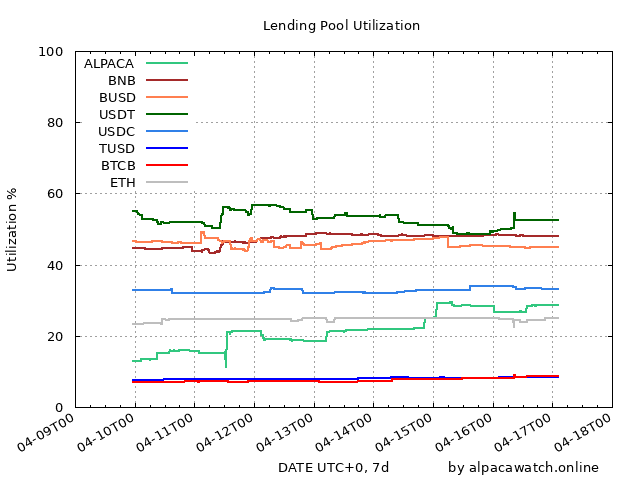 Lending Pool Utilization
Utilization %
100
80
60
40
20
0
ALPACA
BNB
BUSD
USDT
USDC
TUSD
BTCB
ETH
04-09T00
04-10T00
04-11T00
04-12T00
04-13T00
04-14T00
04-15T00
04-16T00
04-17T00
04-18T00
DATE UTC+0, 7d
by alpacawatch.online